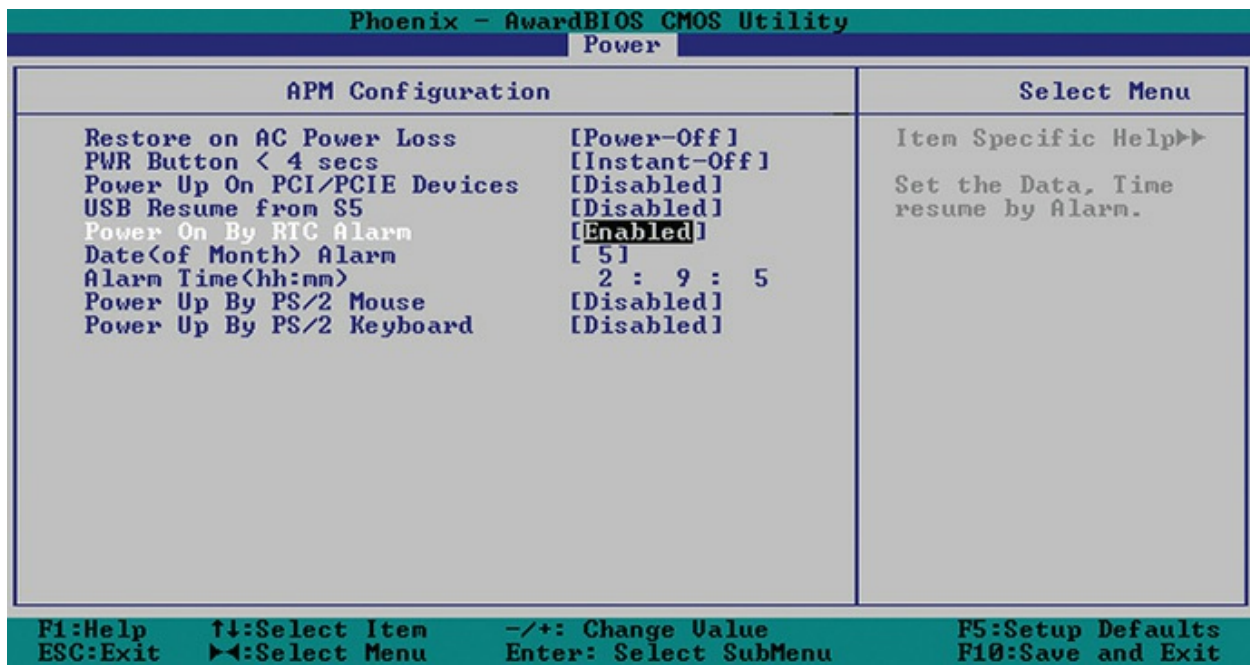 Phoenix - AwardBIOS CMOS Utility
Power
APM Configuration
Select Menu
Restore on AC Power Loss [Power-Off]
PWR Button < 4 secs [Instant-Off]
Power Up On PCI/PCIE Devices [Disabled]
USB Resume from S5 [Disabled]
Power On By RTC Alarm [Enabled]
Date(of Month) Alarm [ 5]
Alarm Time(hh:mm) 2 : 9 : 5
Power Up By PS/2 Mouse [Disabled]
Power Up By PS/2 Keyboard [Disabled]
Item Specific Help▶▶
Set the Data, Time
resume by Alarm.
F1:Help ↑↓:Select Item -/+: Change Value F5:Setup Defaults
ESC:Exit ▶◀:Select Menu Enter: Select SubMenu F10:Save and Exit